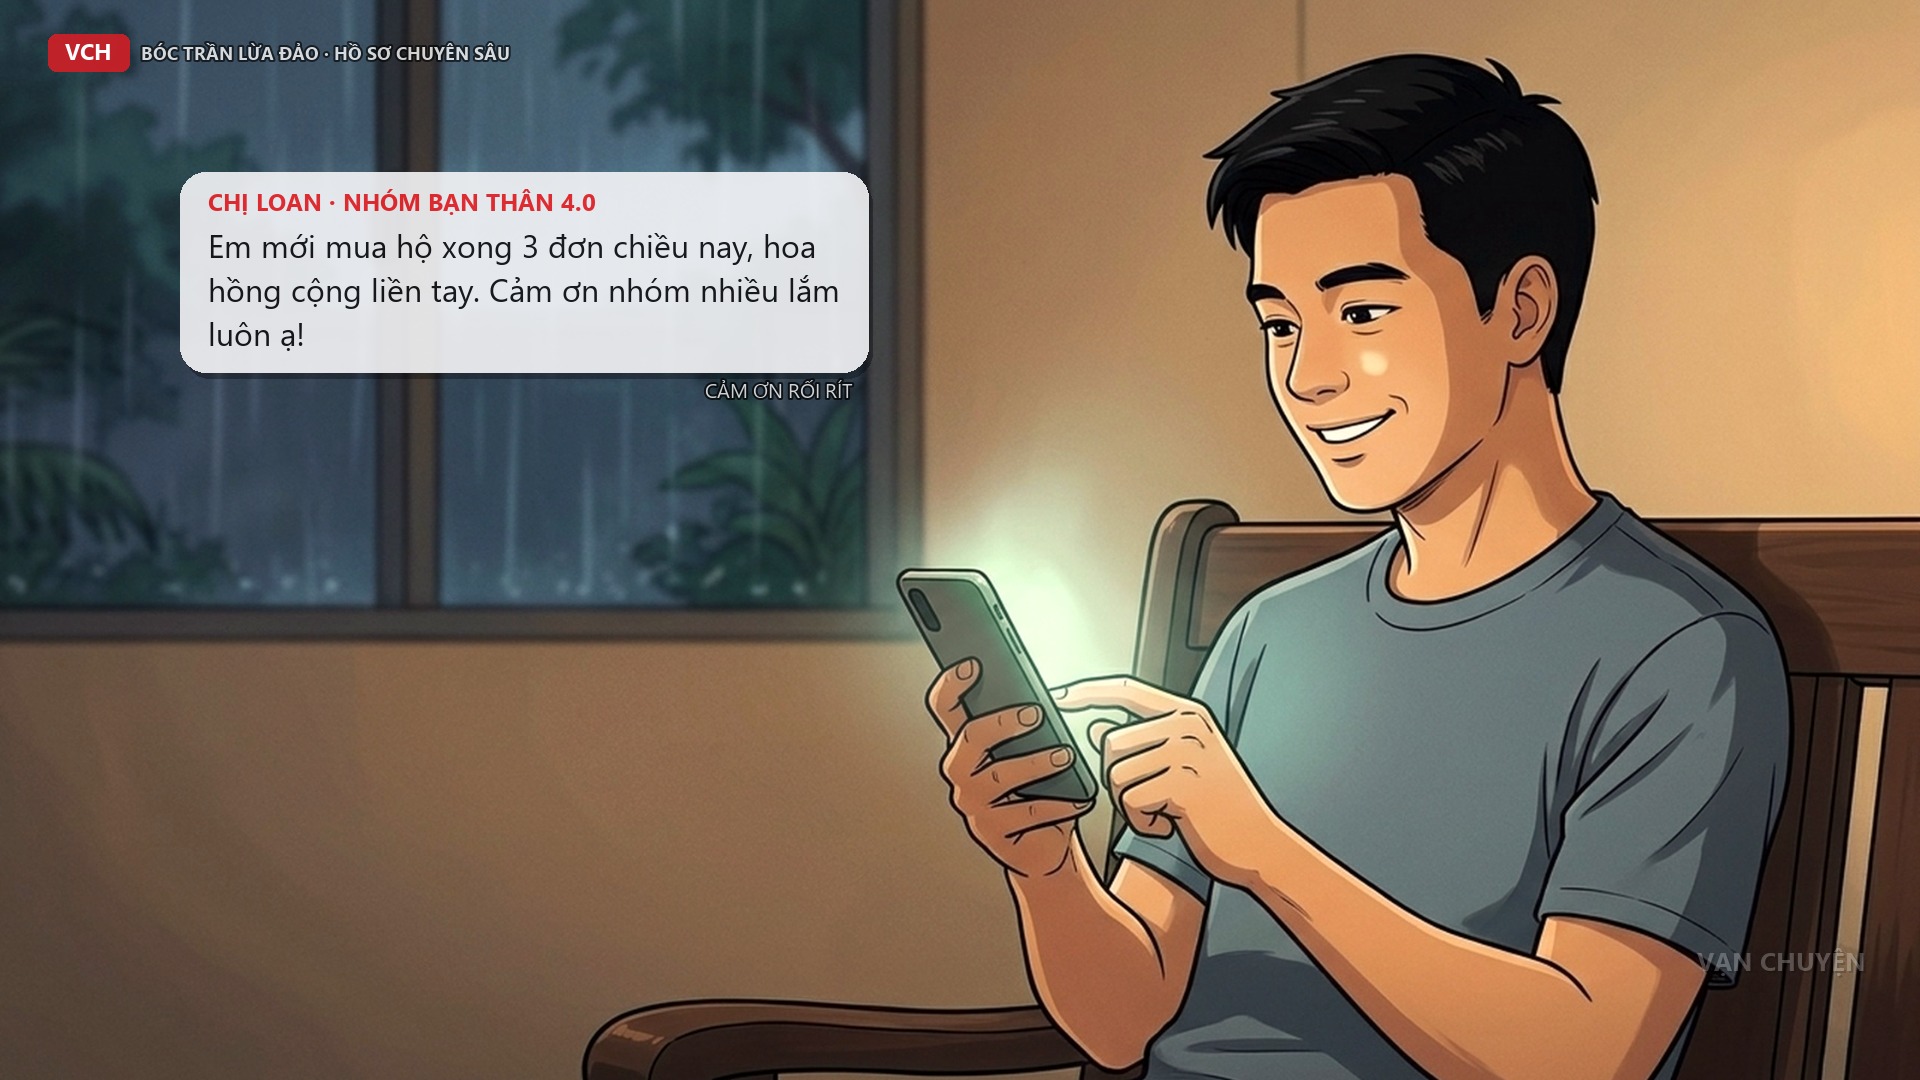 VCH BÓC TRẦN LỪA ĐẢO · HỒ SƠ CHUYÊN SÂU
CHỊ LOAN · NHÓM BẠN THÂN 4.0
Em mới mua hộ xong 3 đơn chiều nay, hoa
hồng cộng liền tay. Cảm ơn nhóm nhiều lắm
luôn ạ!
CẢM ƠN RỐI RÍT
VẠN CHUYỆN